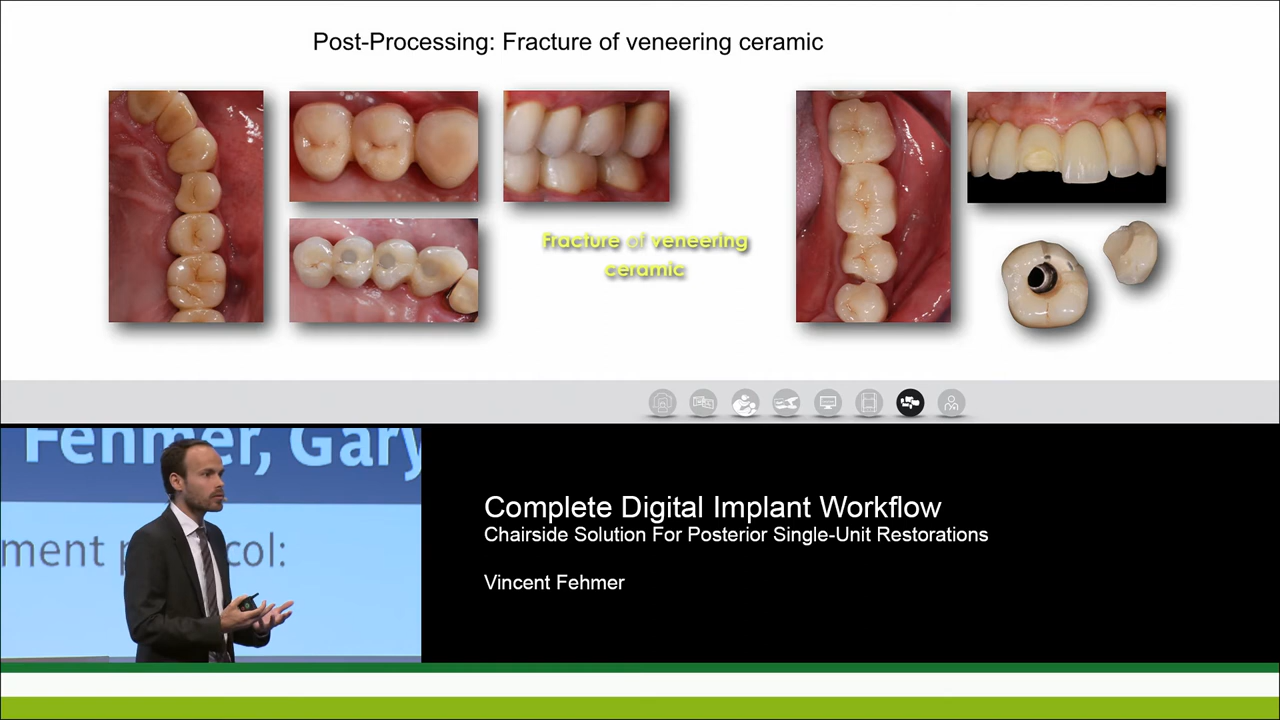 Post-Processing: Fracture of veneering ceramic
Fracture of veneering
ceramic
Fehmer, Gary
ment p col:
Complete Digital Implant Workflow
Chairside Solution For Posterior Single-Unit Restorations
Vincent Fehmer